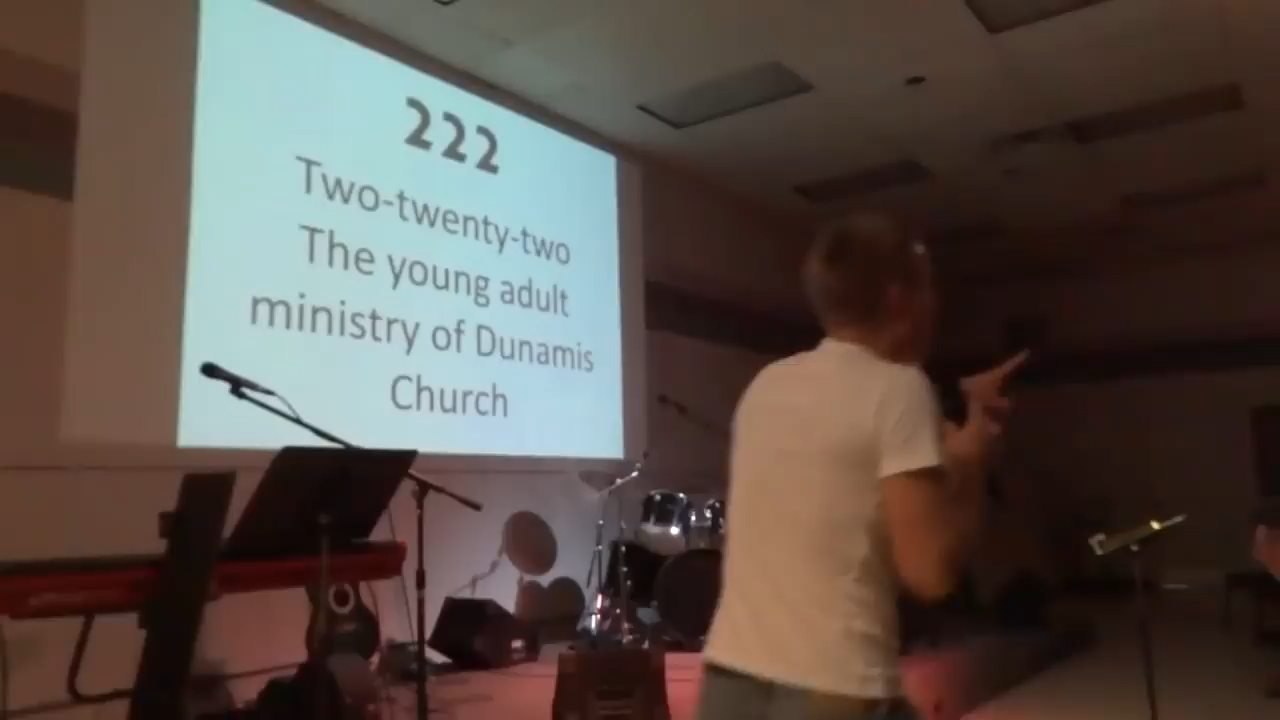 222
Two-twenty-two
The young adult
ministry of Dunamis
Church